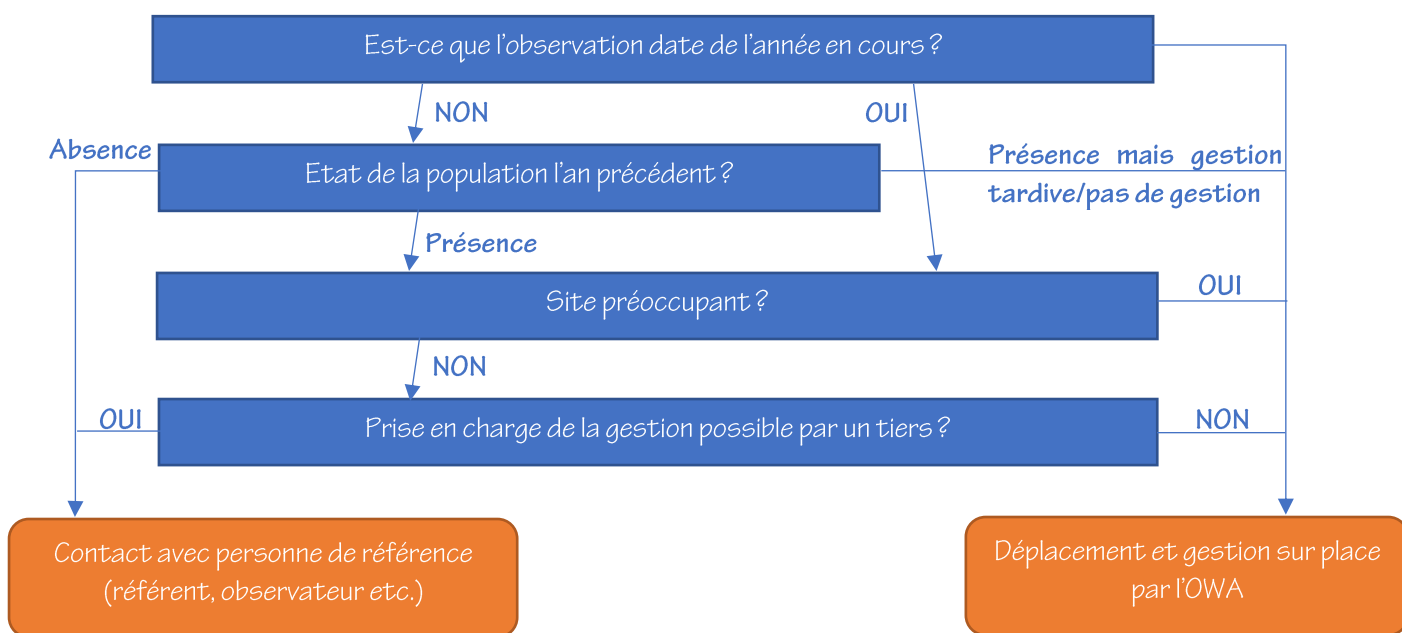 Est-ce que l'observation date de l'année en cours ?
NON
OUI
Absence
Etat de la population l'an précédent ?
Présence mais gestion
tardive/pas de gestion
Présence
Site préoccupant ?
OUI
NON
OUI
Prise en charge de la gestion possible par un tiers ?
NON
Contact avec personne de référence
(référent, observateur etc.)
Déplacement et gestion sur place
par l'OWA